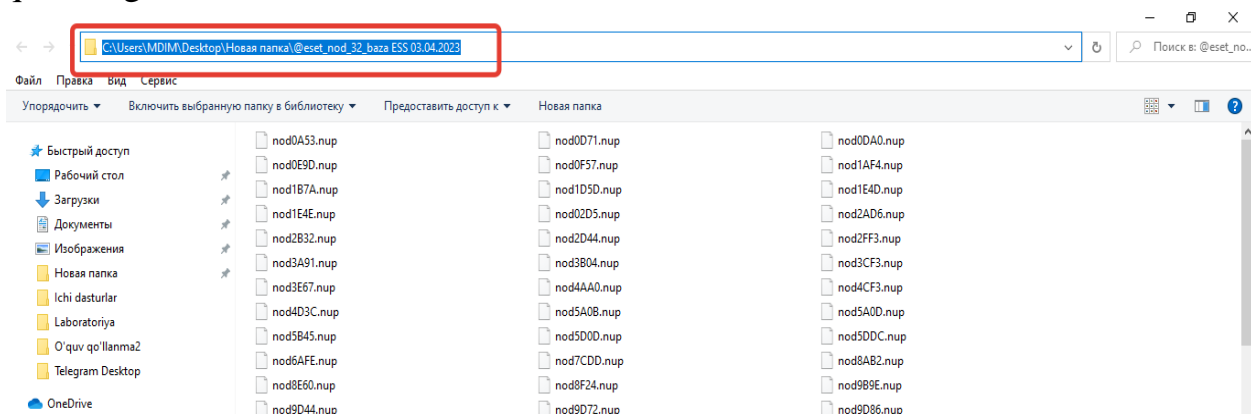 C:\Users\MDIM\Desktop\Новая папка\@eset_nod_32_baza ESS 03.04.2023
Поиск в: @eset_no...
Файл Правка Вид Сервис
Упорядочить Включить выбранную папку в библиотеку Предоставить доступ к Новая папка
Быстрый доступ
Рабочий стол
Загрузки
Документы
Изображения
Новая папка
Ichi dasturlar
Laboratoriya
O'quv qo'llanma2
Telegram Desktop
OneDrive
nod0A53.nup nod0D71.nup nod0DA0.nup
nod0E9D.nup nod0F57.nup nod1AF4.nup
nod1B7A.nup nod1D5D.nup nod1E4D.nup
nod1E4E.nup nod02D5.nup nod2AD6.nup
nod2B32.nup nod2D44.nup nod2FF3.nup
nod3A91.nup nod3B04.nup nod3CF3.nup
nod3E67.nup nod4AA0.nup nod4CF3.nup
nod4D3C.nup nod5A0B.nup nod5A0D.nup
nod5B45.nup nod5D0D.nup nod5DDC.nup
nod6AFE.nup nod7CDD.nup nod8AB2.nup
nod8E60.nup nod8F24.nup nod9B9E.nup
nod9D44.nup nod9D72.nup nod9D86.nup